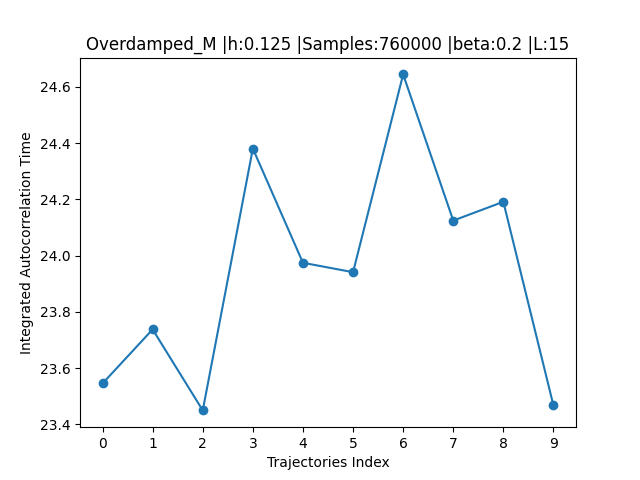 Overdamped_M |h:0.125 |Samples:760000 |beta:0.2 |L:15
Integrated Autocorrelation Time
24.6
24.4
24.2
24.0
23.8
23.6
23.4
0 1 2 3 4 5 6 7 8 9
Trajectories Index